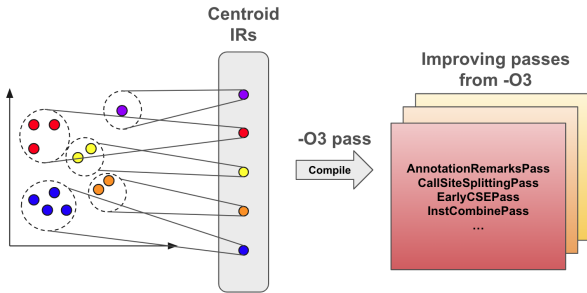 Centroid
IRs
-O3 pass
Compile
Improving passes
from -O3
AnnotationRemarksPass
CallSiteSplittingPass
EarlyCSEPass
InstCombinePass
...